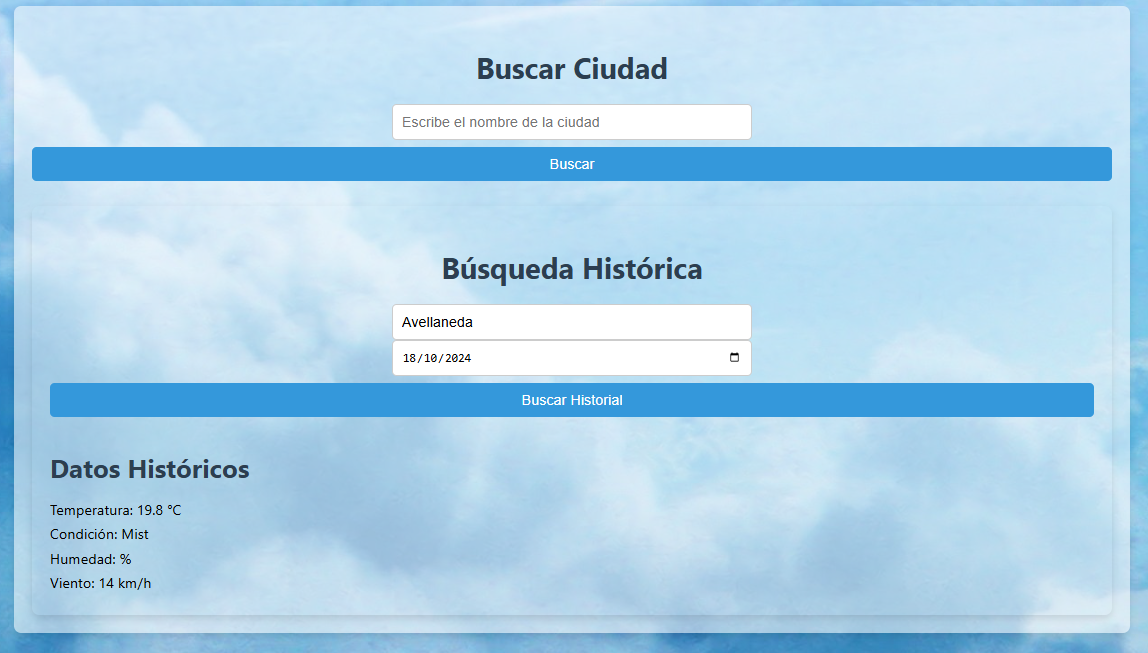 Buscar Ciudad
Escribe el nombre de la ciudad
Buscar
Búsqueda Histórica
Avellaneda
18/10/2024
Buscar Historial
Datos Históricos
Temperatura: 19.8 °C
Condición: Mist
Humedad: %
Viento: 14 km/h